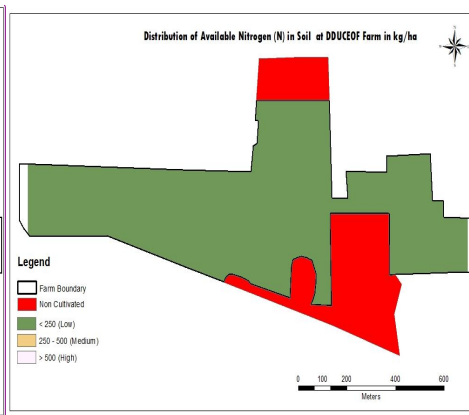 Distribution of Available Nitrogen (N) in Soil at DDUCEOF Farm in kg/ha
Legend
Farm Boundary
Non Cultivated
< 250 (Low)
250 - 500 (Medium)
> 500 (High)
0 100 200 400 600
Meters